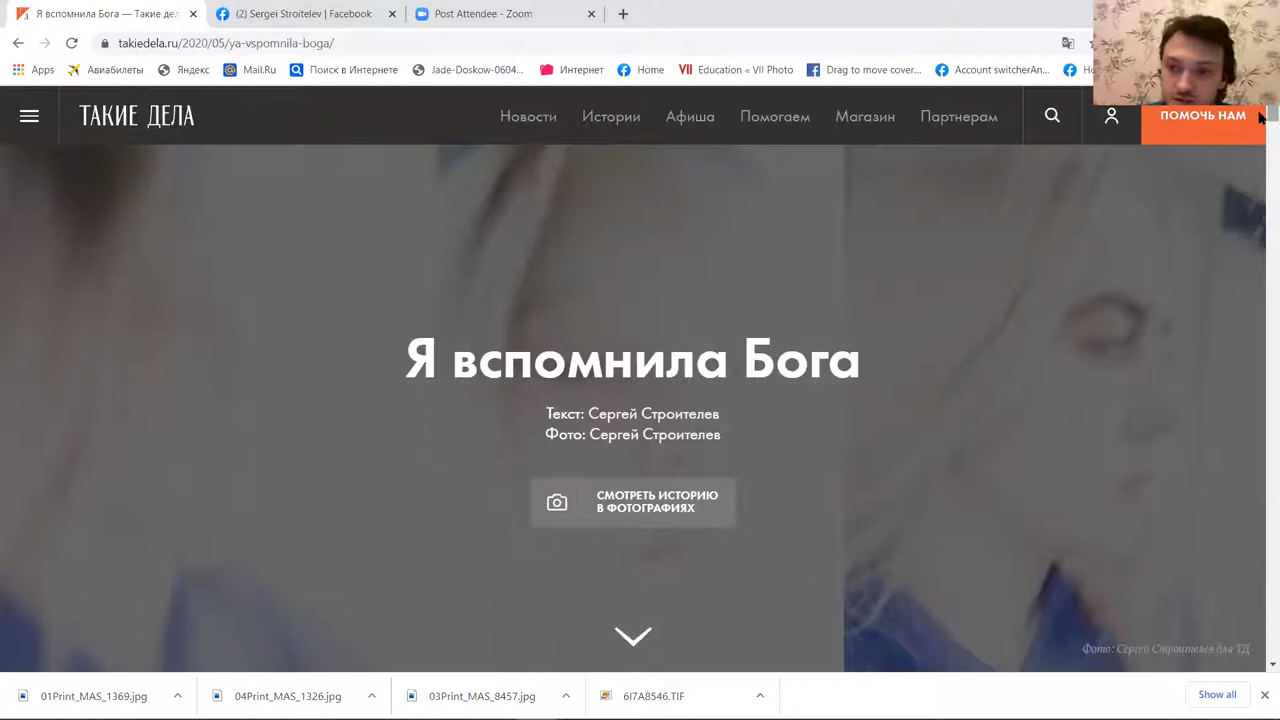 Я вспомнила Бога — Такие дел
(2) Sergei Stroitelev | Facebook
Post Attendee - Zoom
takiedela.ru/2020/05/ya-vspomnila-boga/
Apps
Авиабилеты
Яндекс
Mail.Ru
Поиск в Интернете
Jade-Doskow-0604...
Интернет
Home
Education « VII Photo
Drag to move cover...
Account switcherAn...
ТАКИЕ ДЕЛА
Новости
Истории
Афиша
Помогаем
Магазин
Партнерам
ПОМОЧЬ НАМ
Я вспомнила Бога
Текст: Сергей Строителев
Фото: Сергей Строителев
СМОТРЕТЬ ИСТОРИЮ
В ФОТОГРАФИЯХ
Фото: Сергей Строителев для ТД
01Print_MAS_1369.jpg
04Print_MAS_1326.jpg
03Print_MAS_8457.jpg
6I7A8546.TIF
Show all